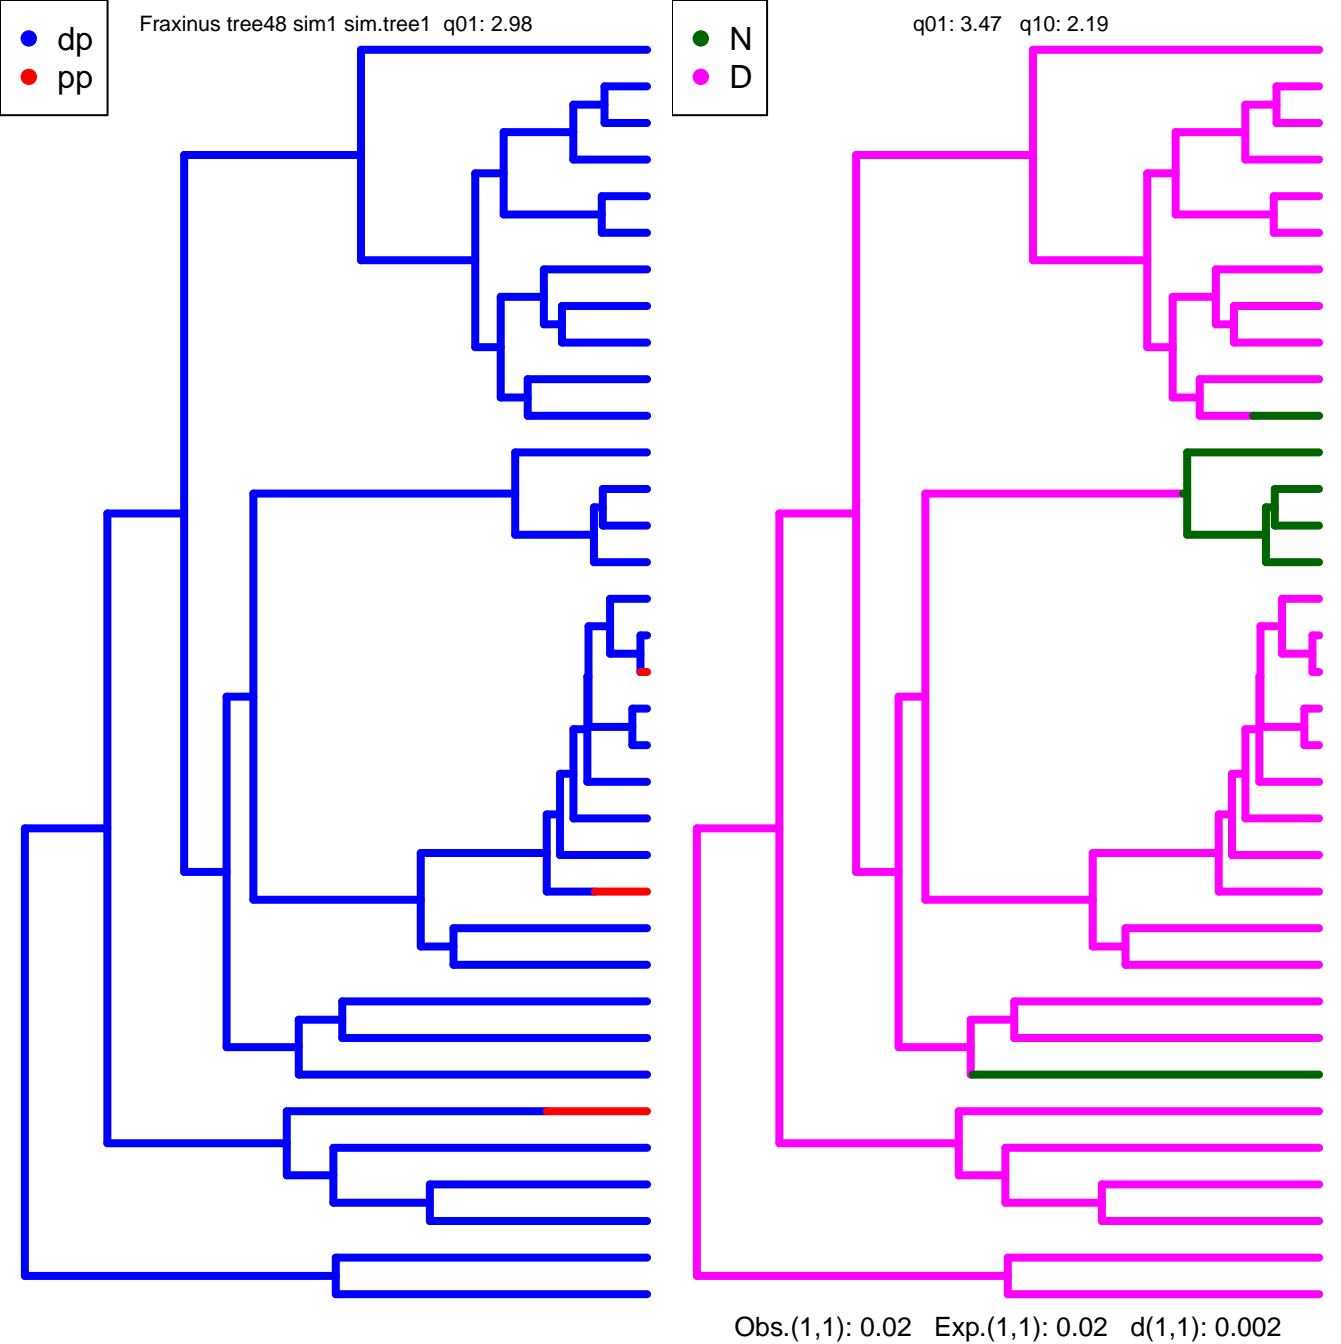 Fraxinus tree48 sim1 sim.tree1 q01: 2.98
dp
pp
q01: 3.47 q10: 2.19
N
D
Obs.(1,1): 0.02 Exp.(1,1): 0.02 d(1,1): 0.002